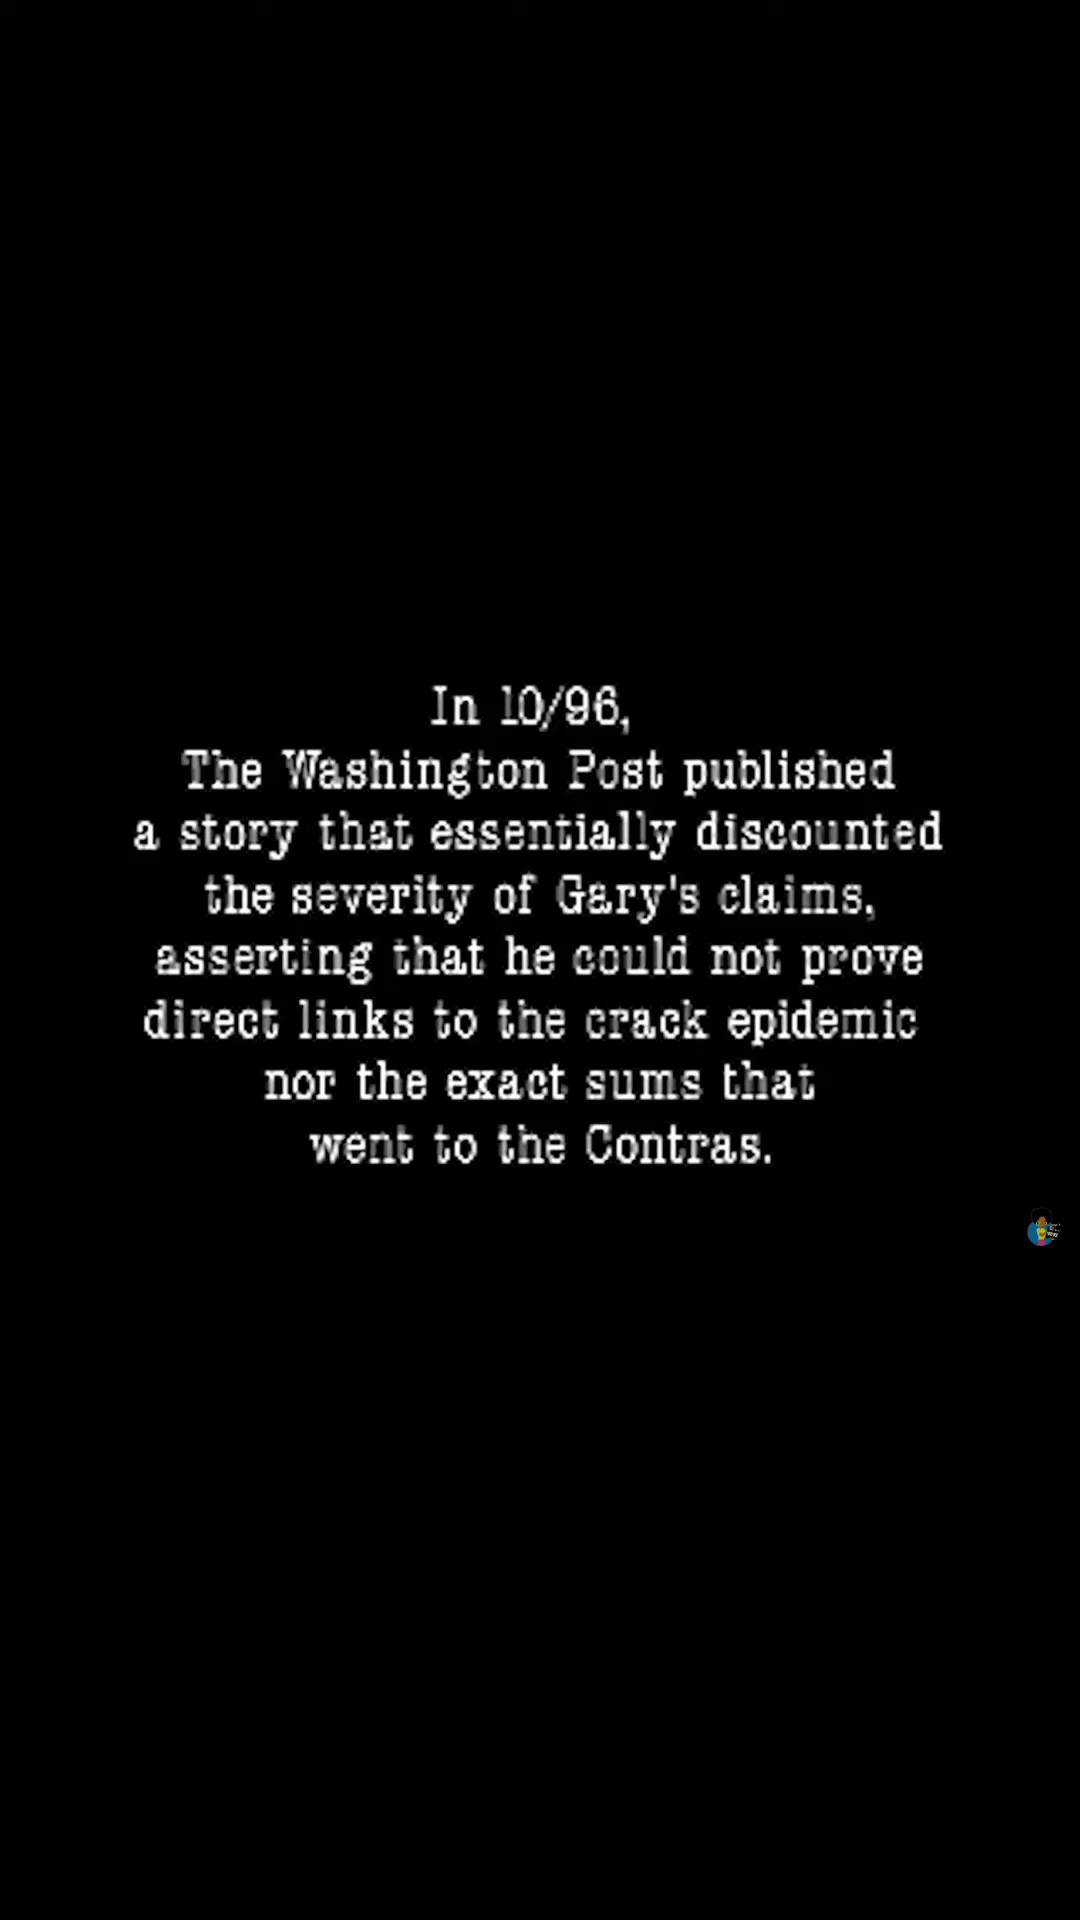 In 10/96,
The Washington Post published
a story that essentially discounted
the severity of Gary's claims,
asserting that he could not prove
direct links to the crack epidemic
nor the exact sums that
went to the Contras.